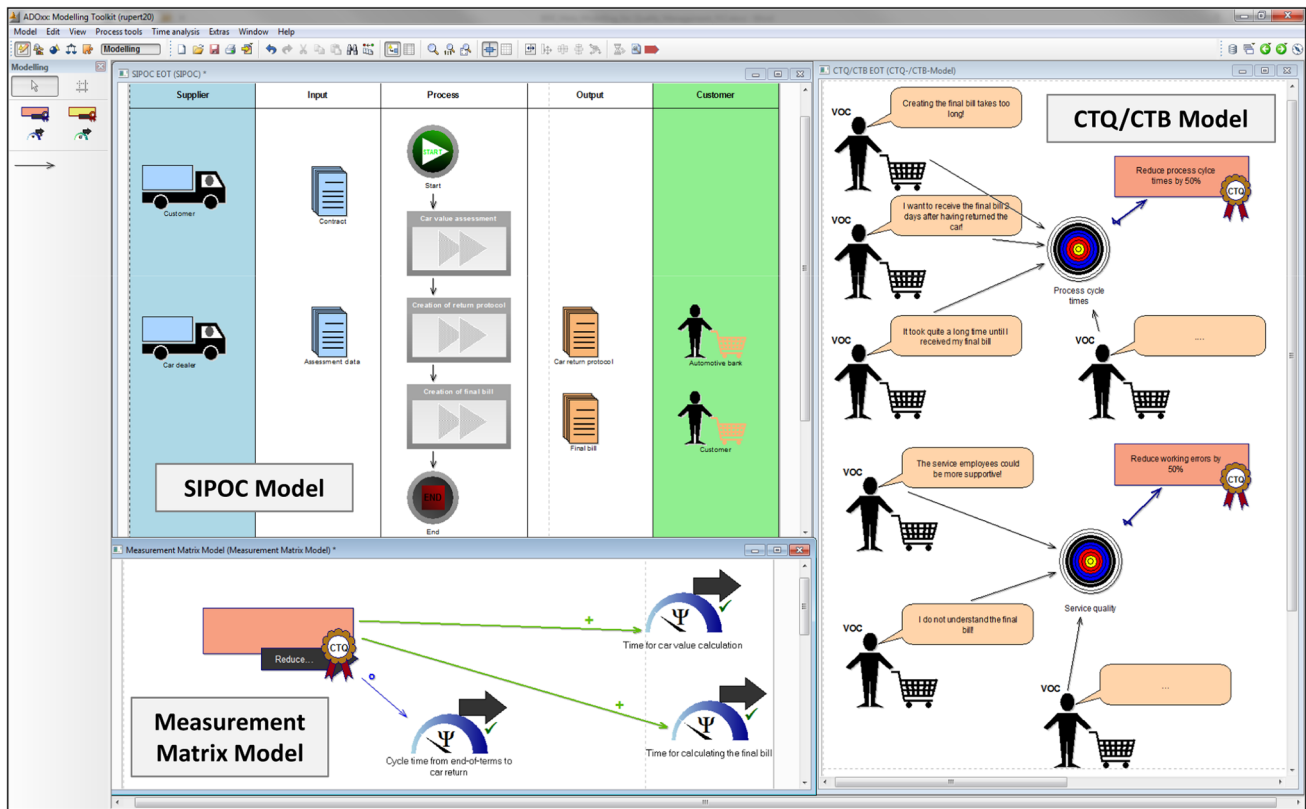 ADOxx: Modelling Toolkit (rupert20)
Model Edit View Process tools Time analysis Extras Window Help
Modelling
Modelling
SIPOC EOT (SIPOC) *
Supplier Input Process Output Customer
START
Start
Customer
Contract
Car value assessment
Creation of return protocol
Car dealer
Assessment data
Car return protocol
Automotive bank
Creation of final bill
Final bill
Customer
END
End
SIPOC Model
Measurement Matrix Model (Measurement Matrix Model) *
CTQ
Reduce...
+
Ψ
Time for car value calculation
o
+
Ψ
Time for calculating the final bill
Ψ
Cycle time from end-of-terms to
car return
Measurement
Matrix Model
CTQ/CTB EOT (CTQ-/CTB-Model)
CTQ/CTB Model
VOC
Creating the final bill takes too
long!
Reduce process cylce
times by 50%
CTQ
VOC
I want to receive the final bill 2
days after having returned the
car!
Process cycle
times
VOC
It took quite a long time until I
received my final bill
VOC
....
VOC
The service employees could
be more supportive!
Reduce working errors by
50%
CTQ
Service quality
VOC
I do not understand the final
bill!
VOC
...